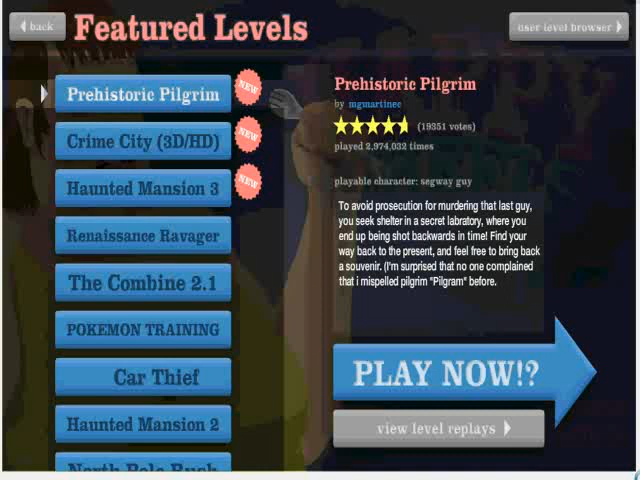 back
Featured Levels
user level browser
Prehistoric Pilgrim
NEW
Crime City (3D/HD)
NEW
Haunted Mansion 3
NEW
Renaissance Ravager
The Combine 2.1
POKEMON TRAINING
Car Thief
Haunted Mansion 2
North Pole Rush
Prehistoric Pilgrim
by mgmartinec
(19351 votes)
played 2,974,032 times
playable character: segway guy
To avoid prosecution for murdering that last guy,
you seek shelter in a secret labratory, where you
end up being shot backwards in time! Find your
way back to the present, and feel free to bring back
a souvenir. (I'm surprised that no one complained
that i mispelled pilgrim "Pilgram" before.
PLAY NOW!?
view level replays